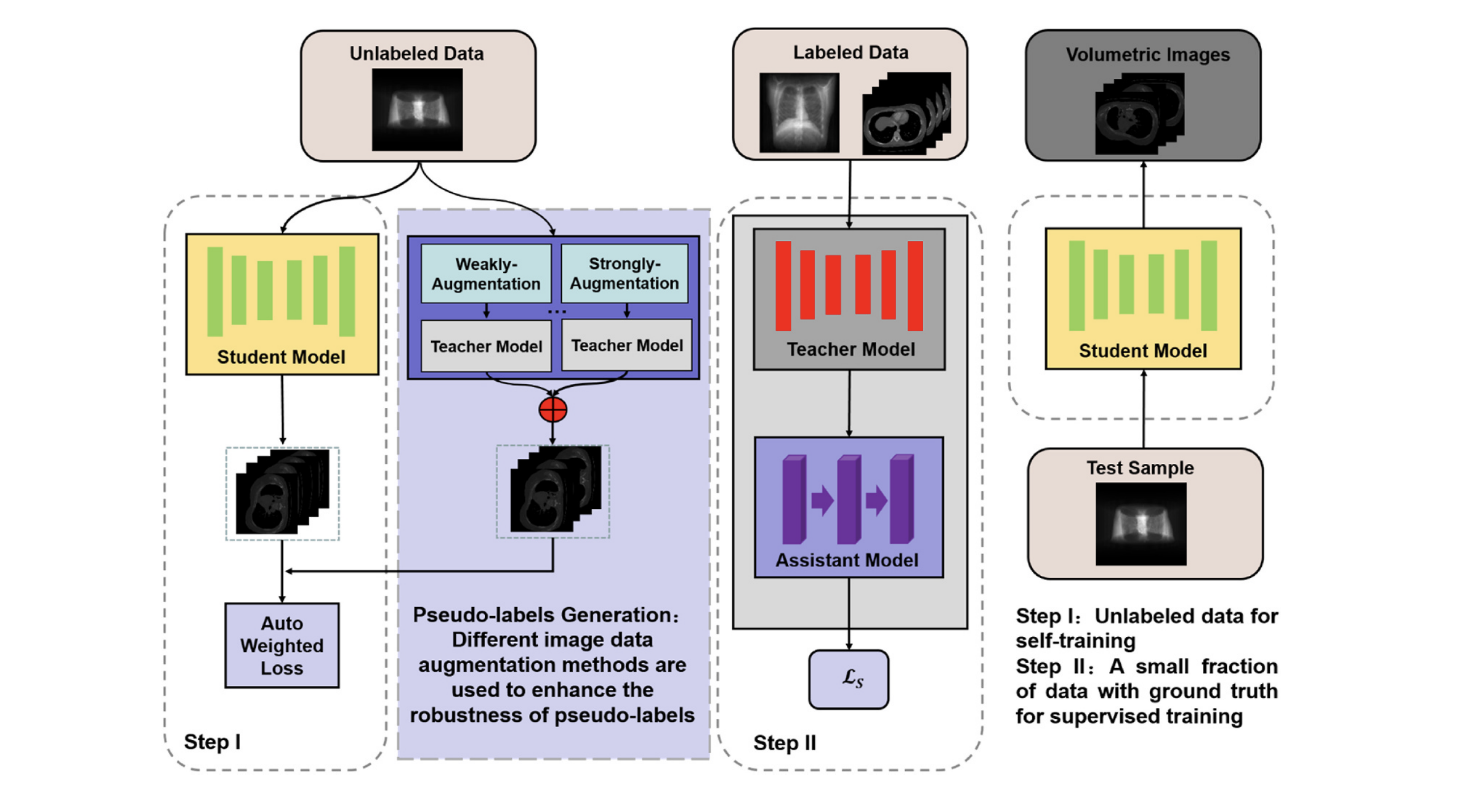 Unlabeled Data
Student Model
Weakly-
Augmentation
Strongly-
Augmentation
...
Teacher Model
Teacher Model
Auto
Weighted
Loss
Pseudo-labels Generation：
Different image data
augmentation methods are
used to enhance the
robustness of pseudo-labels
Step I
Labeled Data
Teacher Model
Assistant Model
ℒS
Step II
Volumetric Images
Student Model
Test Sample
Step I：Unlabeled data for
self-training
Step II：A small fraction
of data with ground truth
for supervised training